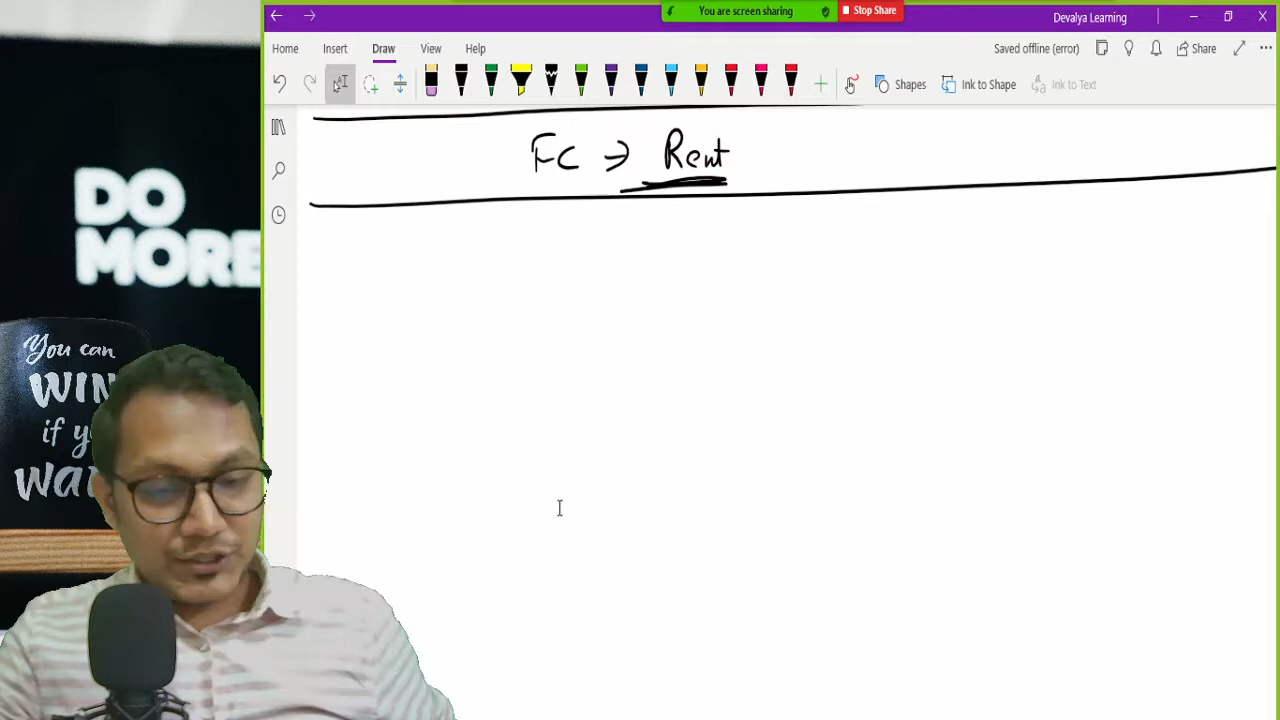 You are screen sharing
Stop Share
Devalya Learning
Home Insert Draw View Help
Saved offline (error)
Share
Shapes
Ink to Shape
Ink to Text
FC ⇒ Rent
DO
MORE
You can
WIN
if